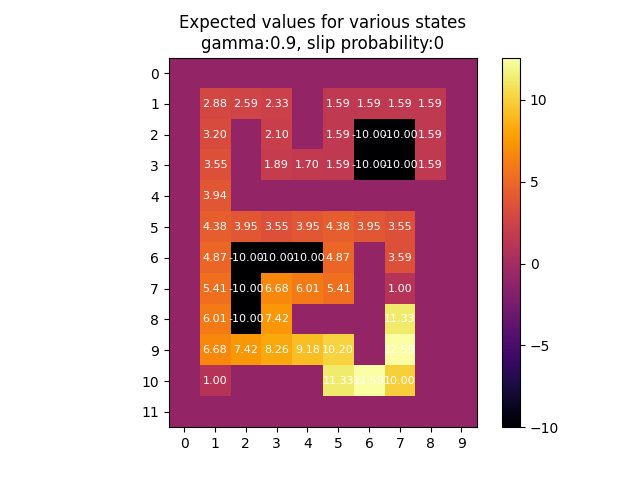 Expected values for various states
gamma:0.9, slip probability:0
0
1 2.88 2.59 2.33 1.59 1.59 1.59 1.59
2 3.20 2.10 1.59 -10.00 -10.00 1.59
3 3.55 1.89 1.70 1.59 -10.00 -10.00 1.59
4 3.94
5 4.38 3.95 3.55 3.95 4.38 3.95 3.55
6 4.87 -10.00 -10.00 -10.00 4.87 3.59
7 5.41 -10.00 6.68 6.01 5.41 1.00
8 6.01 -10.00 7.42 11.33
9 6.68 7.42 8.26 9.18 10.20
10 1.00 11.33 10.00
11
0 1 2 3 4 5 6 7 8 9
10
5
0
−5
−10